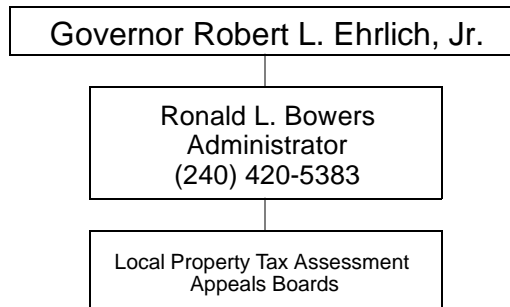 Governor Robert L. Ehrlich, Jr.
Ronald L. Bowers
Administrator
(240) 420-5383
Local Property Tax Assessment
Appeals Boards